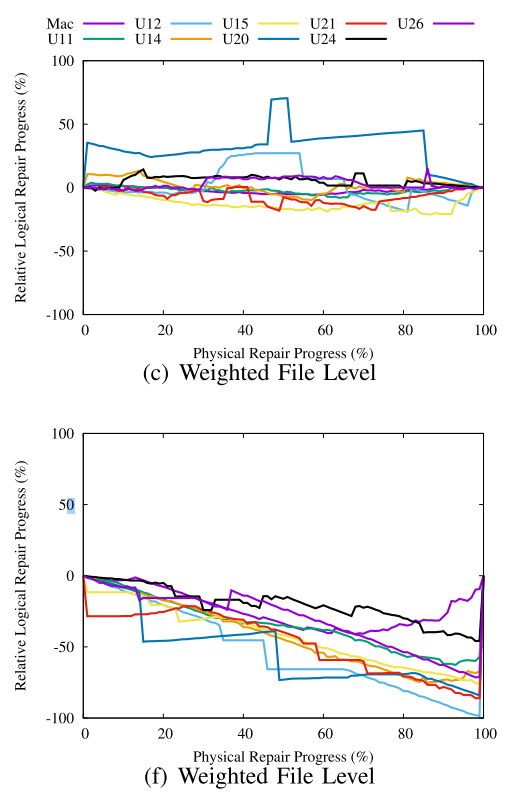 Mac U12 U15 U21 U26
U11 U14 U20 U24
100
50
0
-50
-100
Relative Logical Repair Progress (%)
0 20 40 60 80 100
Physical Repair Progress (%)
(c) Weighted File Level
100
50
0
-50
-100
Relative Logical Repair Progress (%)
0 20 40 60 80 100
Physical Repair Progress (%)
(f) Weighted File Level